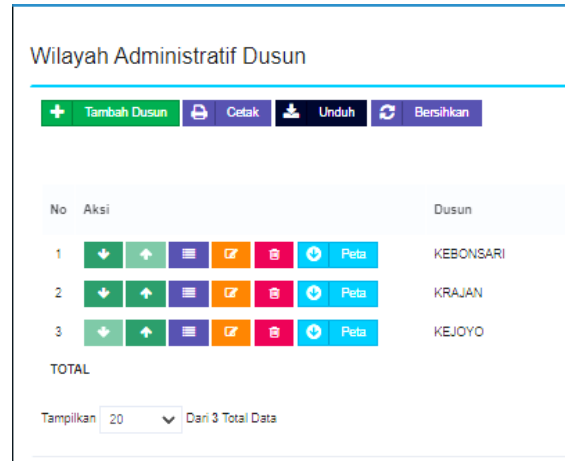 Wilayah Administratif Dusun
Tambah Dusun Cetak Unduh Bersihkan
No Aksi Dusun
1 Peta KEBONSARI
2 Peta KRAJAN
3 Peta KEJOYO
TOTAL
Tampilkan 20 Dari 3 Total Data